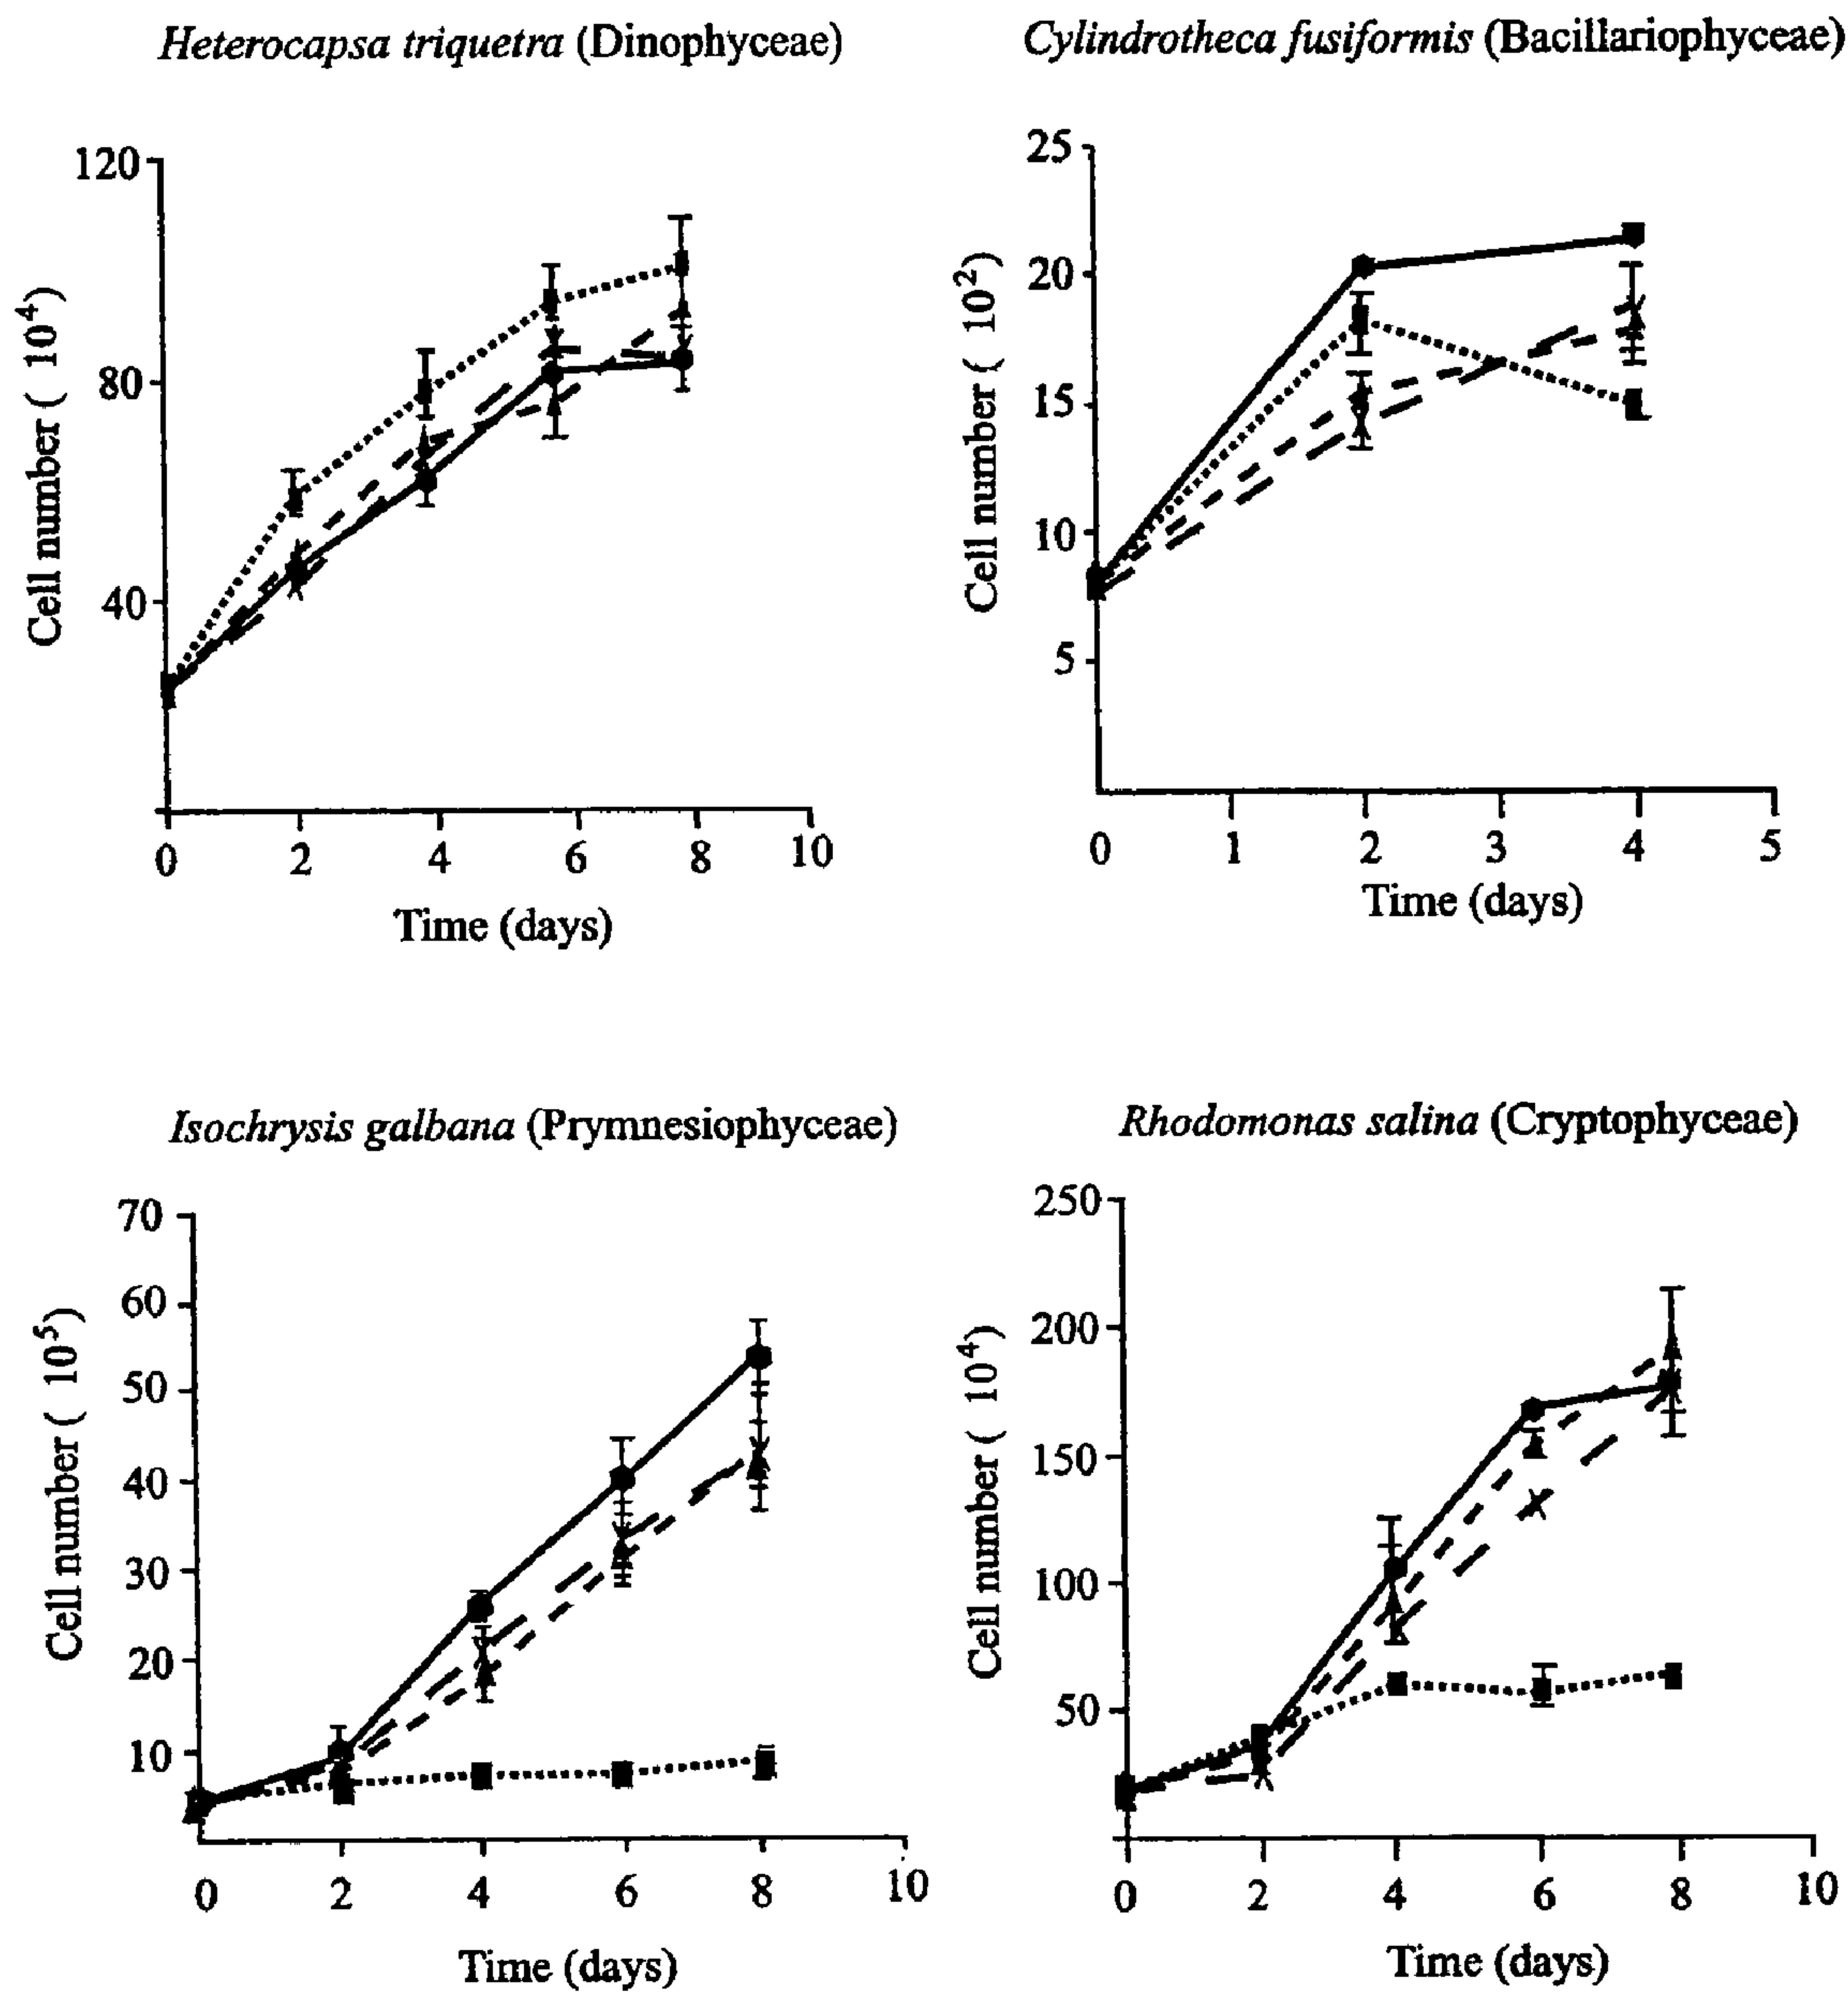 Heterocapsa triquetra (Dinophyceae)
120
80
40
Cell number ( 10⁴)
0 2 4 6 8 10
Time (days)
Cylindrotheca fusiformis (Bacillariophyceae)
25
20
15
10
5
Cell number ( 10²)
0 1 2 3 4 5
Time (days)
Isochrysis galbana (Prymnesiophyceae)
70
60
50
40
30
20
10
Cell number ( 10⁵)
0 2 4 6 8 10
Time (days)
Rhodomonas salina (Cryptophyceae)
250
200
150
100
50
Cell number ( 10⁴)
0 2 4 6 8 10
Time (days)